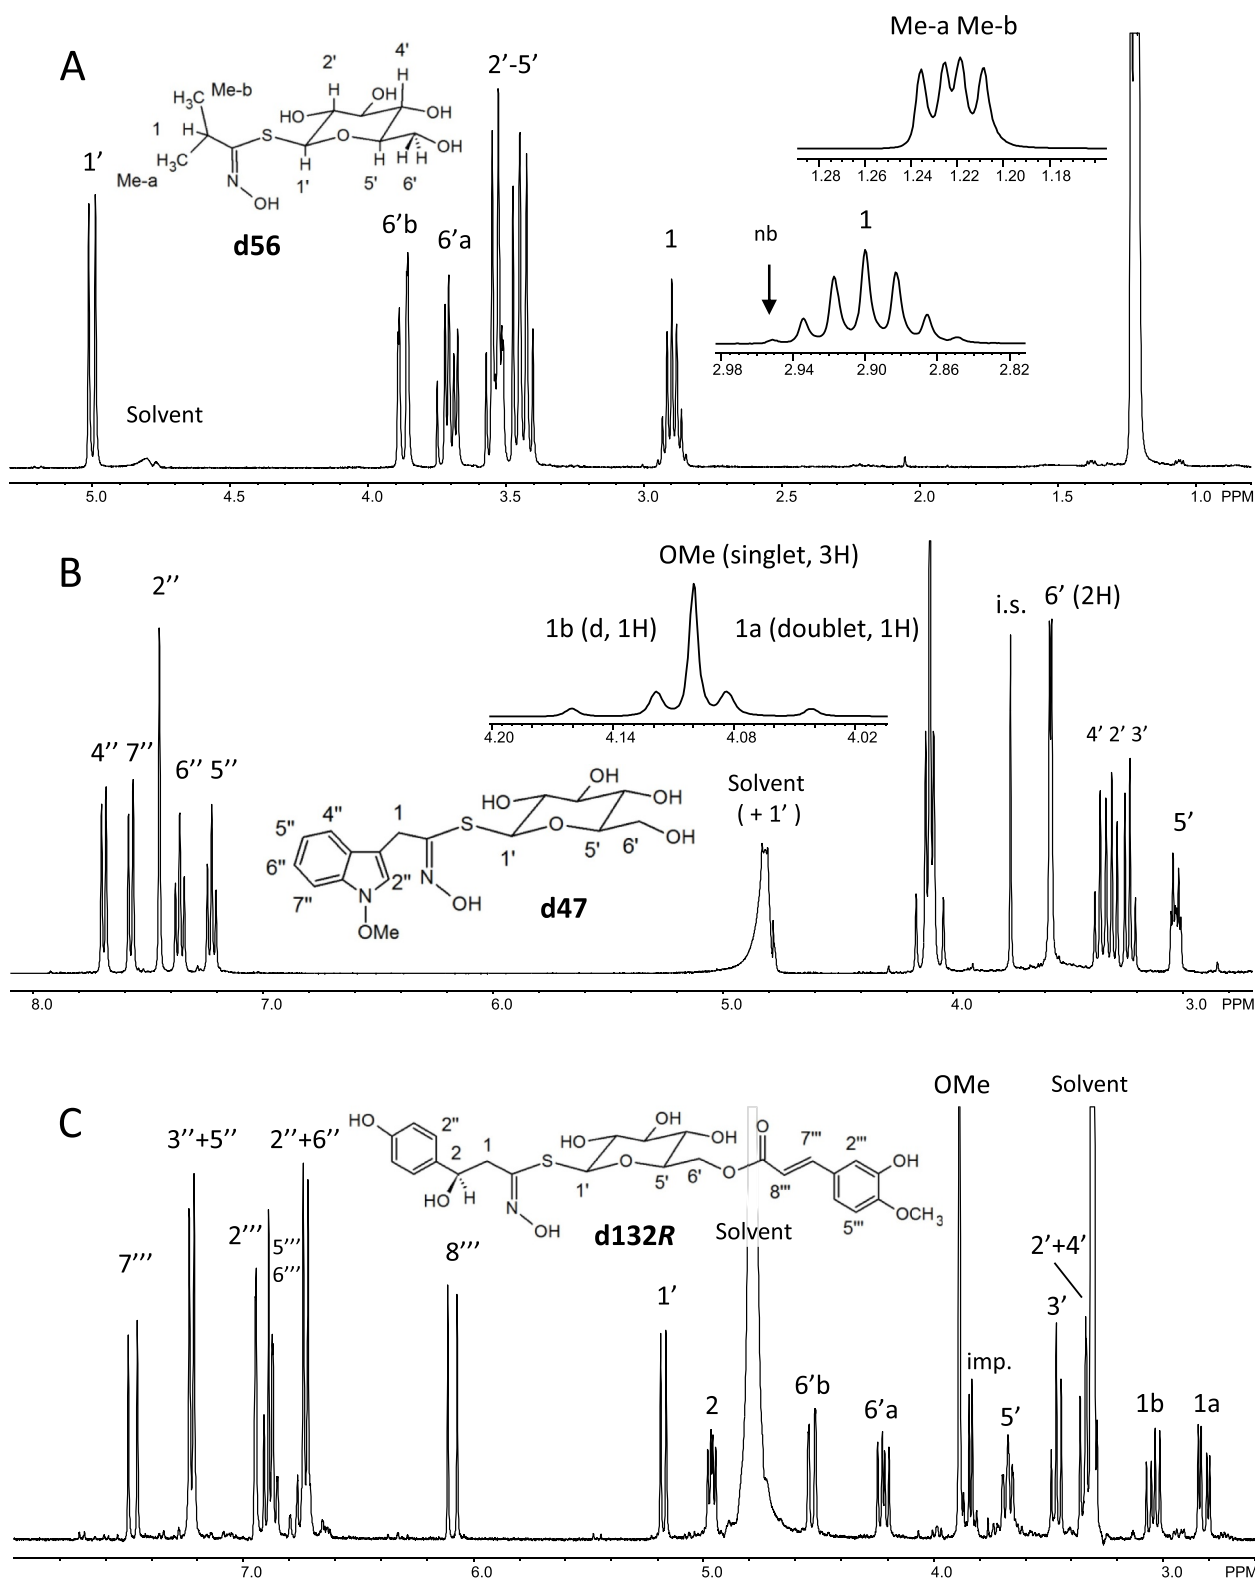 A
Me-a Me-b
1.28 1.26 1.24 1.22 1.20 1.18
2'-5'
4'
2'
H
H
OH
HO
OH
H₃C
Me-b
1
H
S
O
OH
H₃C
Me-a
H
H
H H
N
1'
5'
6'
OH
d56
1'
6'b
6'a
1
nb
1
2.98 2.94 2.90 2.86 2.82
Solvent
5.0 4.5 4.0 3.5 3.0 2.5 2.0 1.5 1.0 PPM
B
OMe (singlet, 3H)
2''
1b (d, 1H)
1a (doublet, 1H)
i.s.
6' (2H)
4.20 4.14 4.08 4.02
4'' 7''
6'' 5''
4' 2' 3'
Solvent
( + 1' )
5'
OH
HO
OH
4"
1
S
O
OH
5"
1'
5'
6'
6"
2"
N
7"
N
OH
OMe
d47
8.0 7.0 6.0 5.0 4.0 3.0 PPM
C
OMe
Solvent
3''+5''
2''+6''
HO
2"
OH
O
7'''
2'''
HO
OH
2
1
S
O
O
OH
HO
H
1'
5'
6'
8'''
N
OH
5'''
OCH₃
d132R
Solvent
7'''
2'''
5'''
6'''
8'''
1'
2'+4'
3'
2
6'b
6'a
imp.
5'
1b
1a
7.0 6.0 5.0 4.0 3.0 PPM